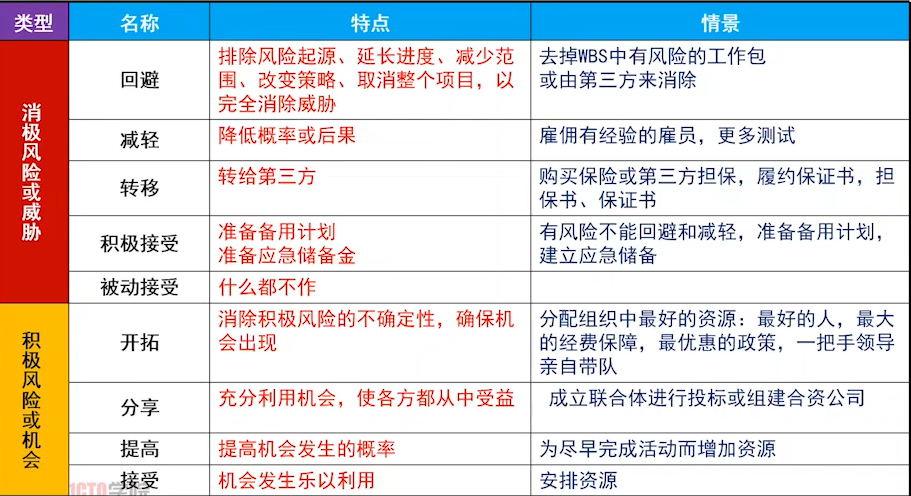 类型 名称 特点 情景
消极风险或威胁
回避
排除风险起源、延长进度、减少范
围、改变策略、取消整个项目，以
完全消除威胁
去掉WBS中有风险的工作包
或由第三方来消除
减轻
降低概率或后果
雇佣有经验的雇员，更多测试
转移
转给第三方
购买保险或第三方担保，履约保证书，担
保书、保证书
积极接受
准备备用计划
准备应急储备金
有风险不能回避和减轻，准备备用计划，
建立应急储备
被动接受
什么都不作
积极风险或机会
开拓
消除积极风险的不确定性，确保机
会出现
分配组织中最好的资源：最好的人，最大
的经费保障，最优惠的政策，一把手领导
亲自带队
分享
充分利用机会，使各方都从中受益
成立联合体进行投标或组建合资公司
提高
提高机会发生的概率
为尽早完成活动而增加资源
接受
机会发生乐以利用
安排资源